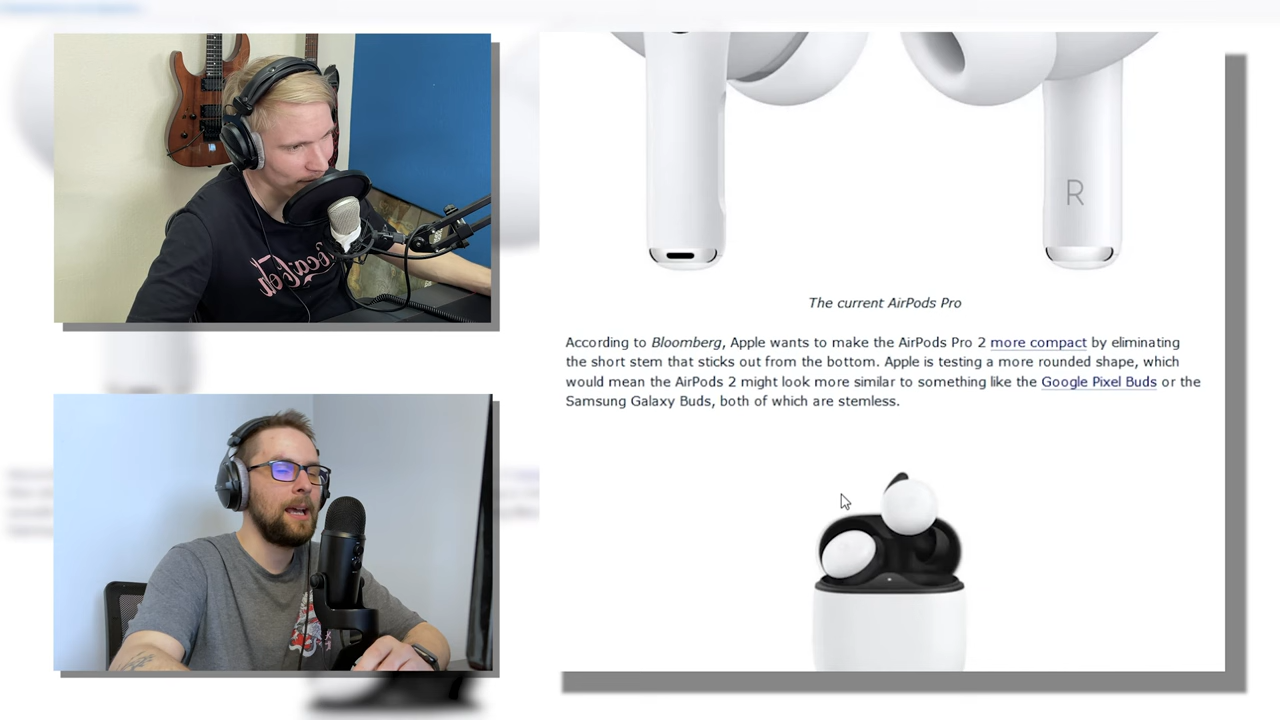 R
The current AirPods Pro
According to Bloomberg, Apple wants to make the AirPods Pro 2 more compact by eliminating
the short stem that sticks out from the bottom. Apple is testing a more rounded shape, which
would mean the AirPods 2 might look more similar to something like the Google Pixel Buds or the
Samsung Galaxy Buds, both of which are stemless.